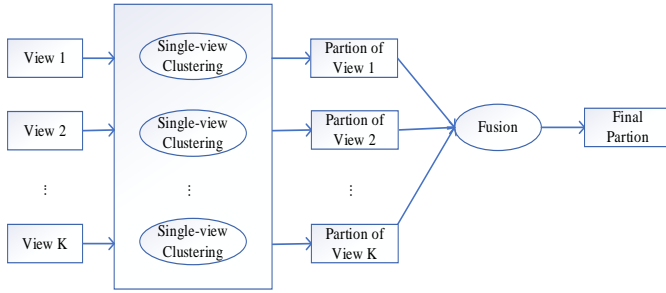 View 1
Single-view
Clustering
Partion of
View 1
View 2
Single-view
Clustering
Partion of
View 2
Fusion
Final
Partion
⋮
⋮
⋮
View K
Single-view
Clustering
Partion of
View K